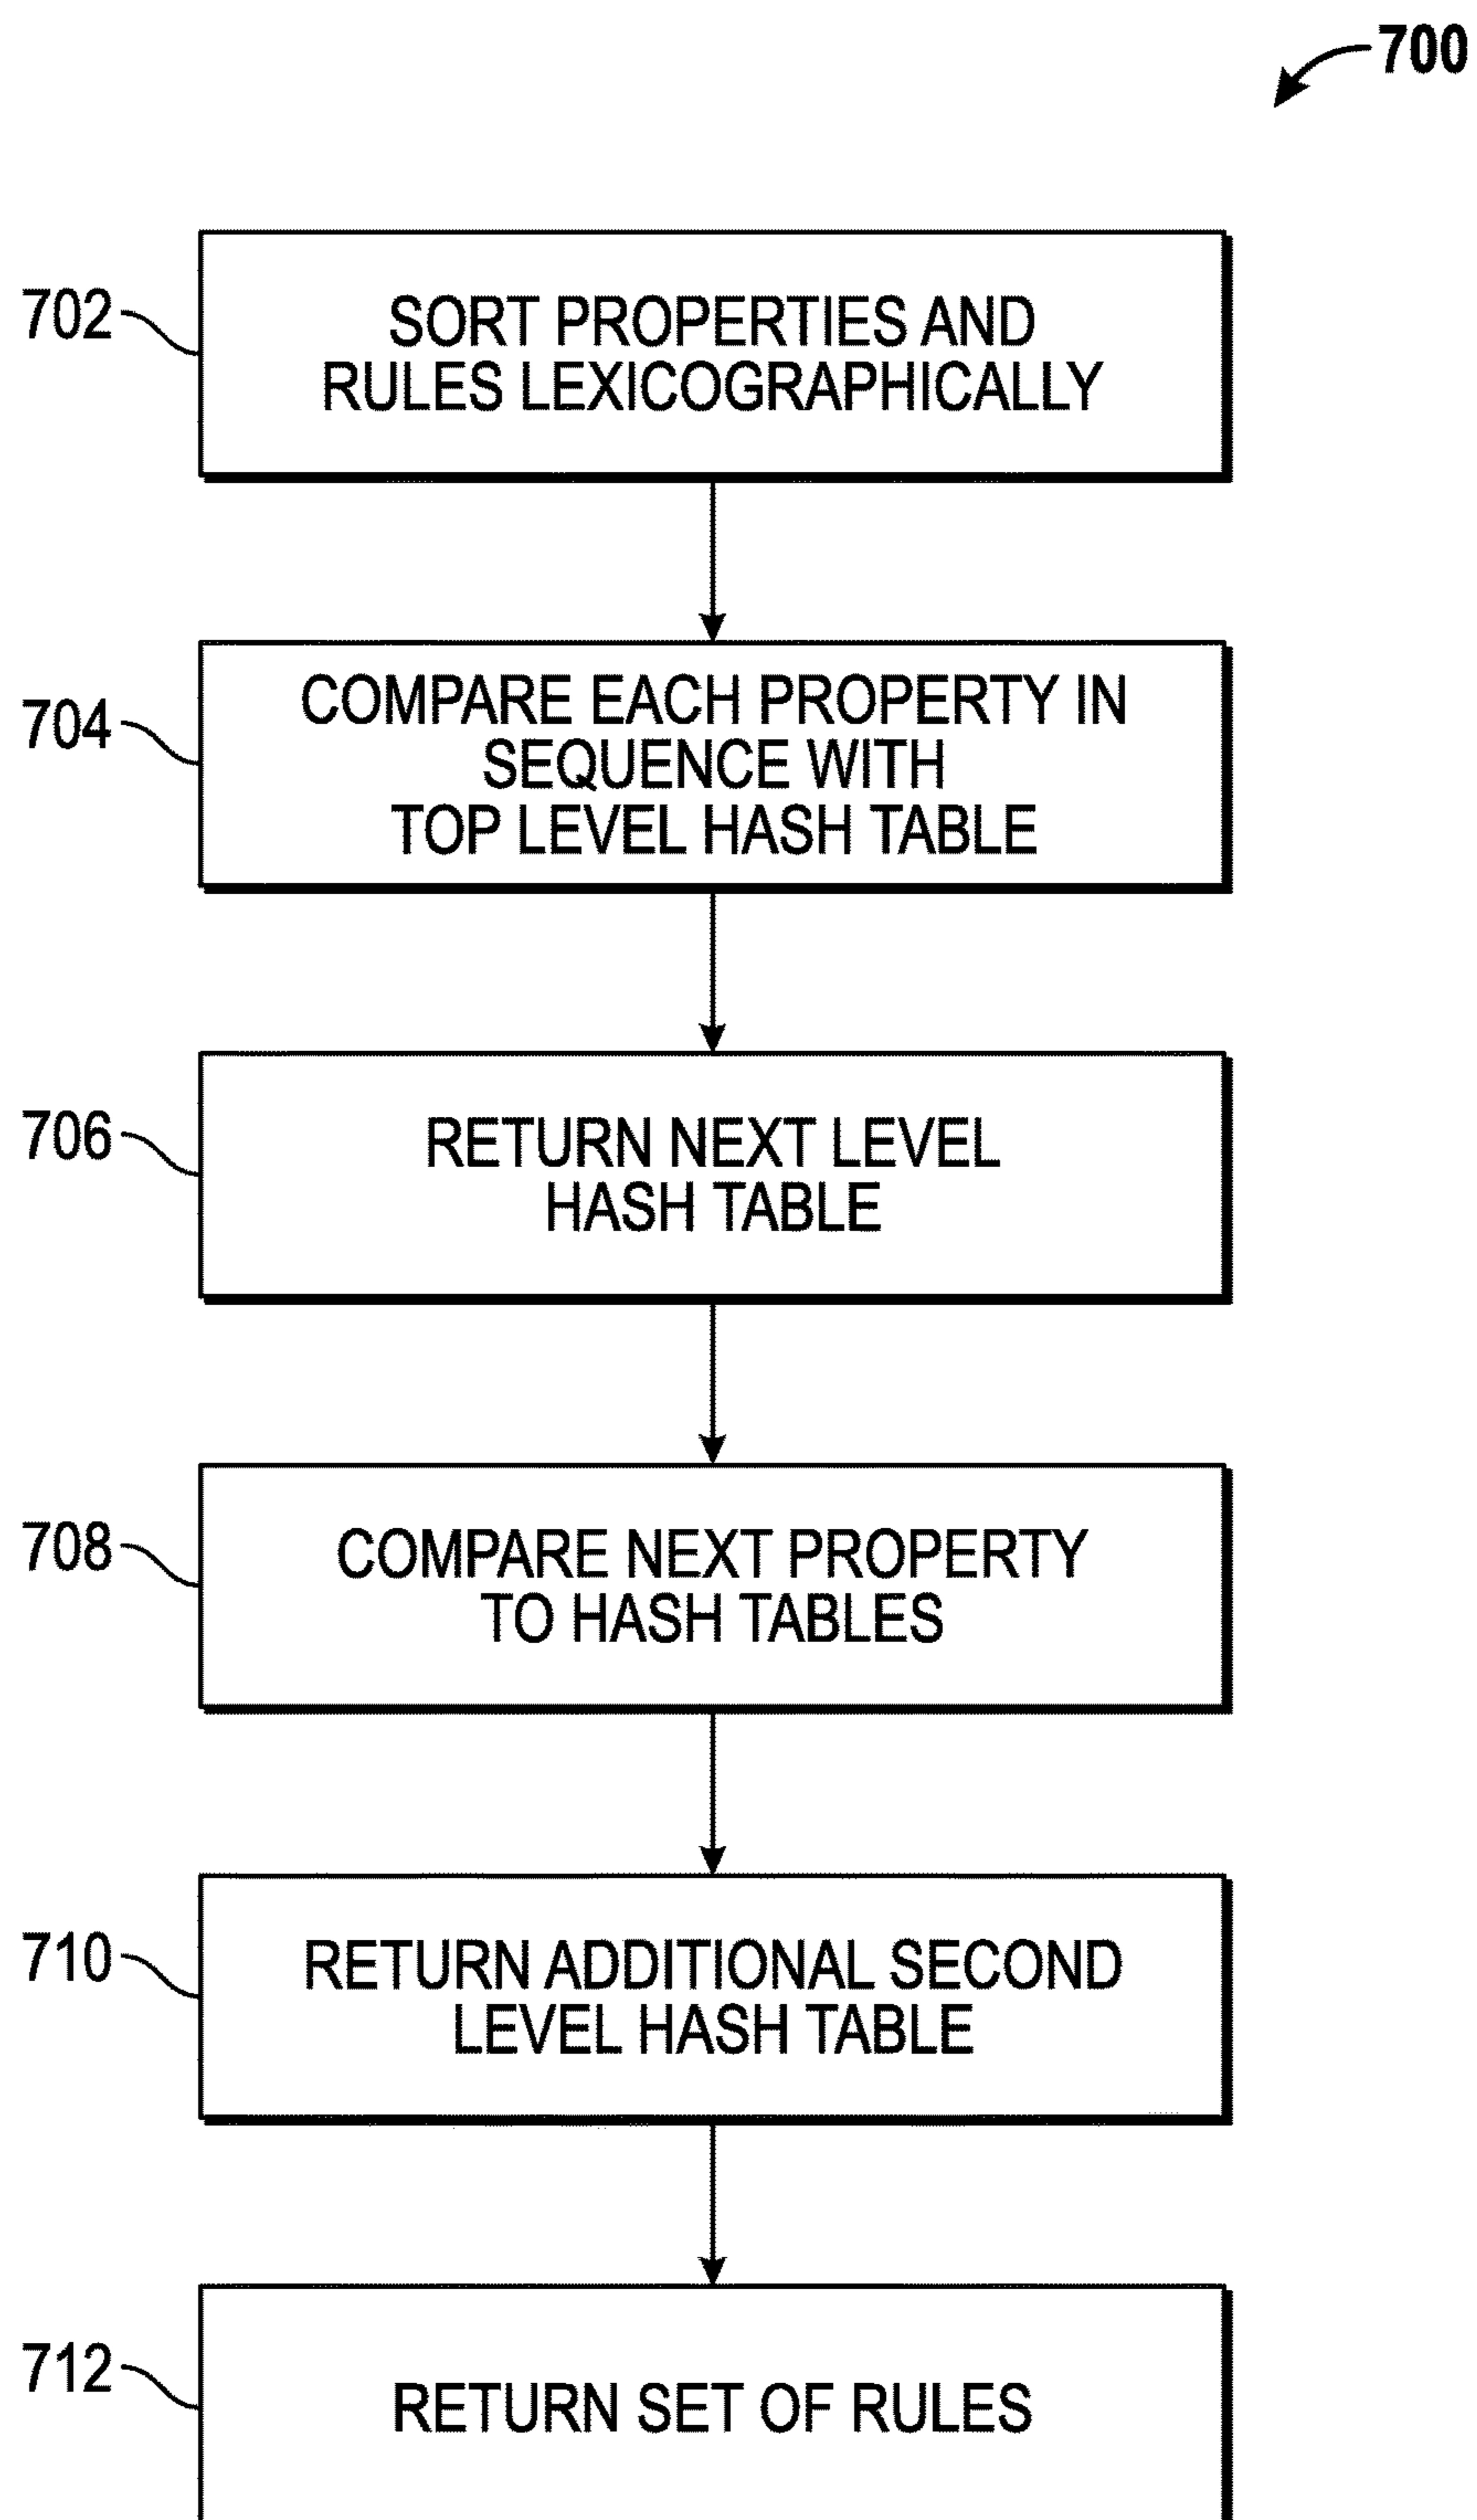 700
702
SORT PROPERTIES AND
RULES LEXICOGRAPHICALLY
704
COMPARE EACH PROPERTY IN
SEQUENCE WITH
TOP LEVEL HASH TABLE
706
RETURN NEXT LEVEL
HASH TABLE
708
COMPARE NEXT PROPERTY
TO HASH TABLES
710
RETURN ADDITIONAL SECOND
LEVEL HASH TABLE
712
RETURN SET OF RULES